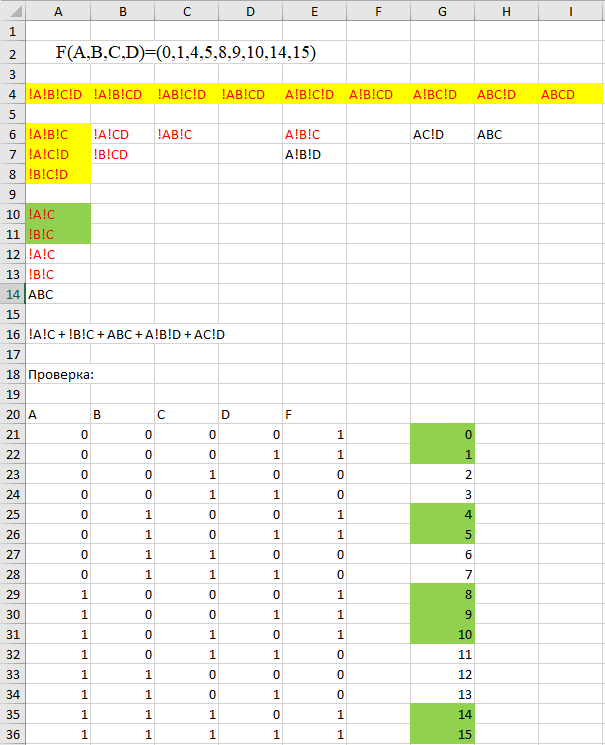 A B C D E F G H I
1
2 F(A,B,C,D)=(0,1,4,5,8,9,10,14,15)
3
4 !A!B!C!D !A!B!CD !AB!C!D !AB!CD A!B!C!D A!B!CD A!BC!D ABC!D ABCD
5
6 !A!B!C !A!CD !AB!C A!B!C AC!D ABC
7 !A!C!D !B!CD A!B!D
8 !B!C!D
9
10 !A!C
11 !B!C
12 !A!C
13 !B!C
14 ABC
15
16 !A!C + !B!C + ABC + A!B!D + AC!D
17
18 Проверка:
19
20 A B C D F
21 0 0 0 0 1 0
22 0 0 0 1 1 1
23 0 0 1 0 0 2
24 0 0 1 1 0 3
25 0 1 0 0 1 4
26 0 1 0 1 1 5
27 0 1 1 0 0 6
28 0 1 1 1 0 7
29 1 0 0 0 1 8
30 1 0 0 1 1 9
31 1 0 1 0 1 10
32 1 0 1 1 0 11
33 1 1 0 0 0 12
34 1 1 0 1 0 13
35 1 1 1 0 1 14
36 1 1 1 1 1 15